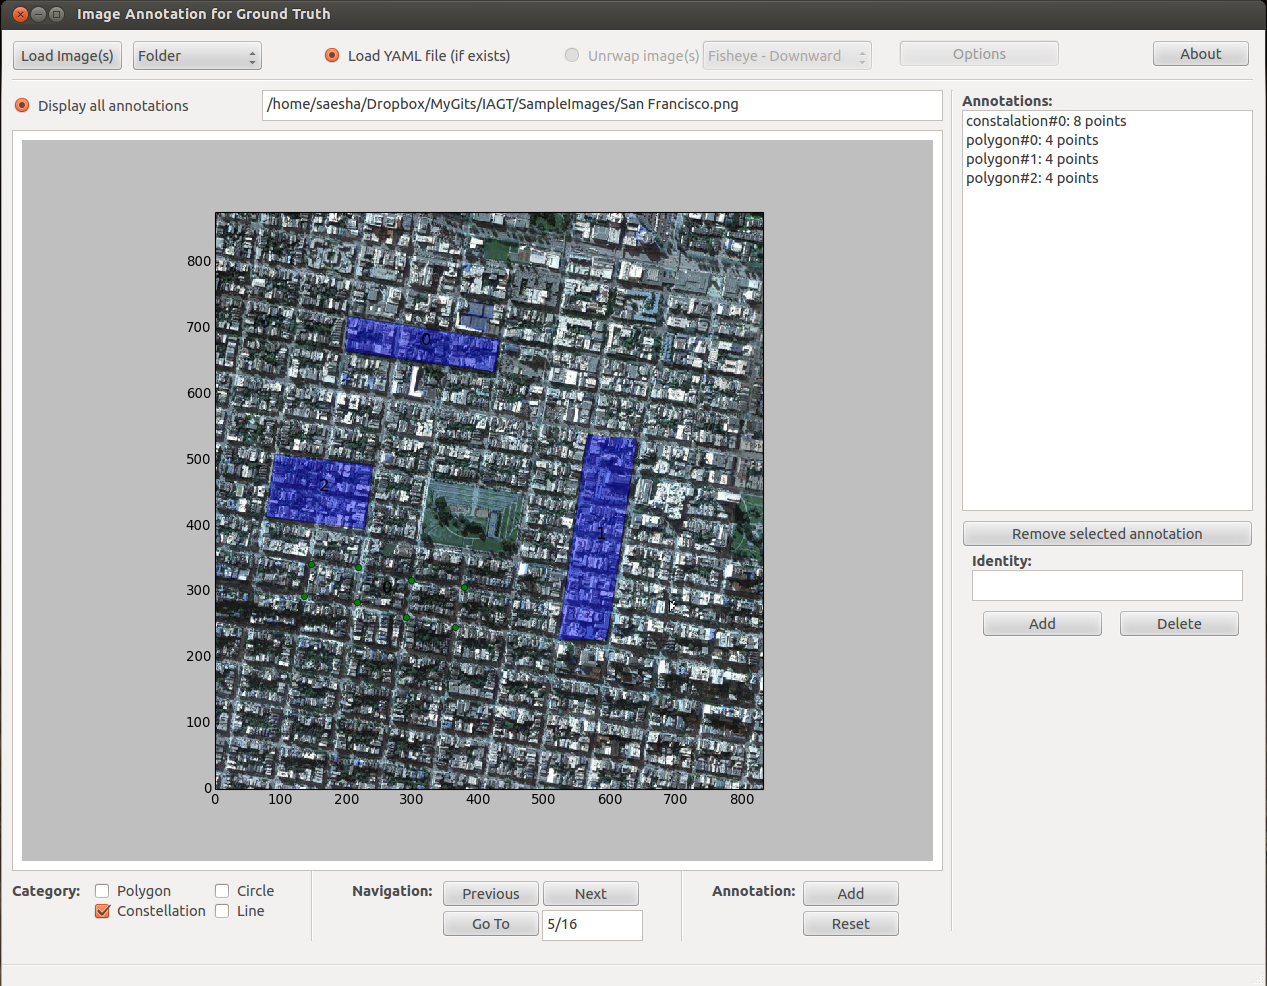 Image Annotation for Ground Truth
Load Image(s) Folder Load YAML file (if exists) Unrwap image(s) Fisheye - Downward Options About
Display all annotations /home/saesha/Dropbox/MyGits/IAGT/SampleImages/San Francisco.png
Annotations:
constalation#0: 8 points
polygon#0: 4 points
polygon#1: 4 points
polygon#2: 4 points
800
700
0
600
500
2
400
1
300
0
200
100
0
0 100 200 300 400 500 600 700 800
Remove selected annotation
Identity:
Add Delete
Category: Polygon Circle
Constellation Line
Navigation: Previous Next
Go To 5/16
Annotation: Add
Reset